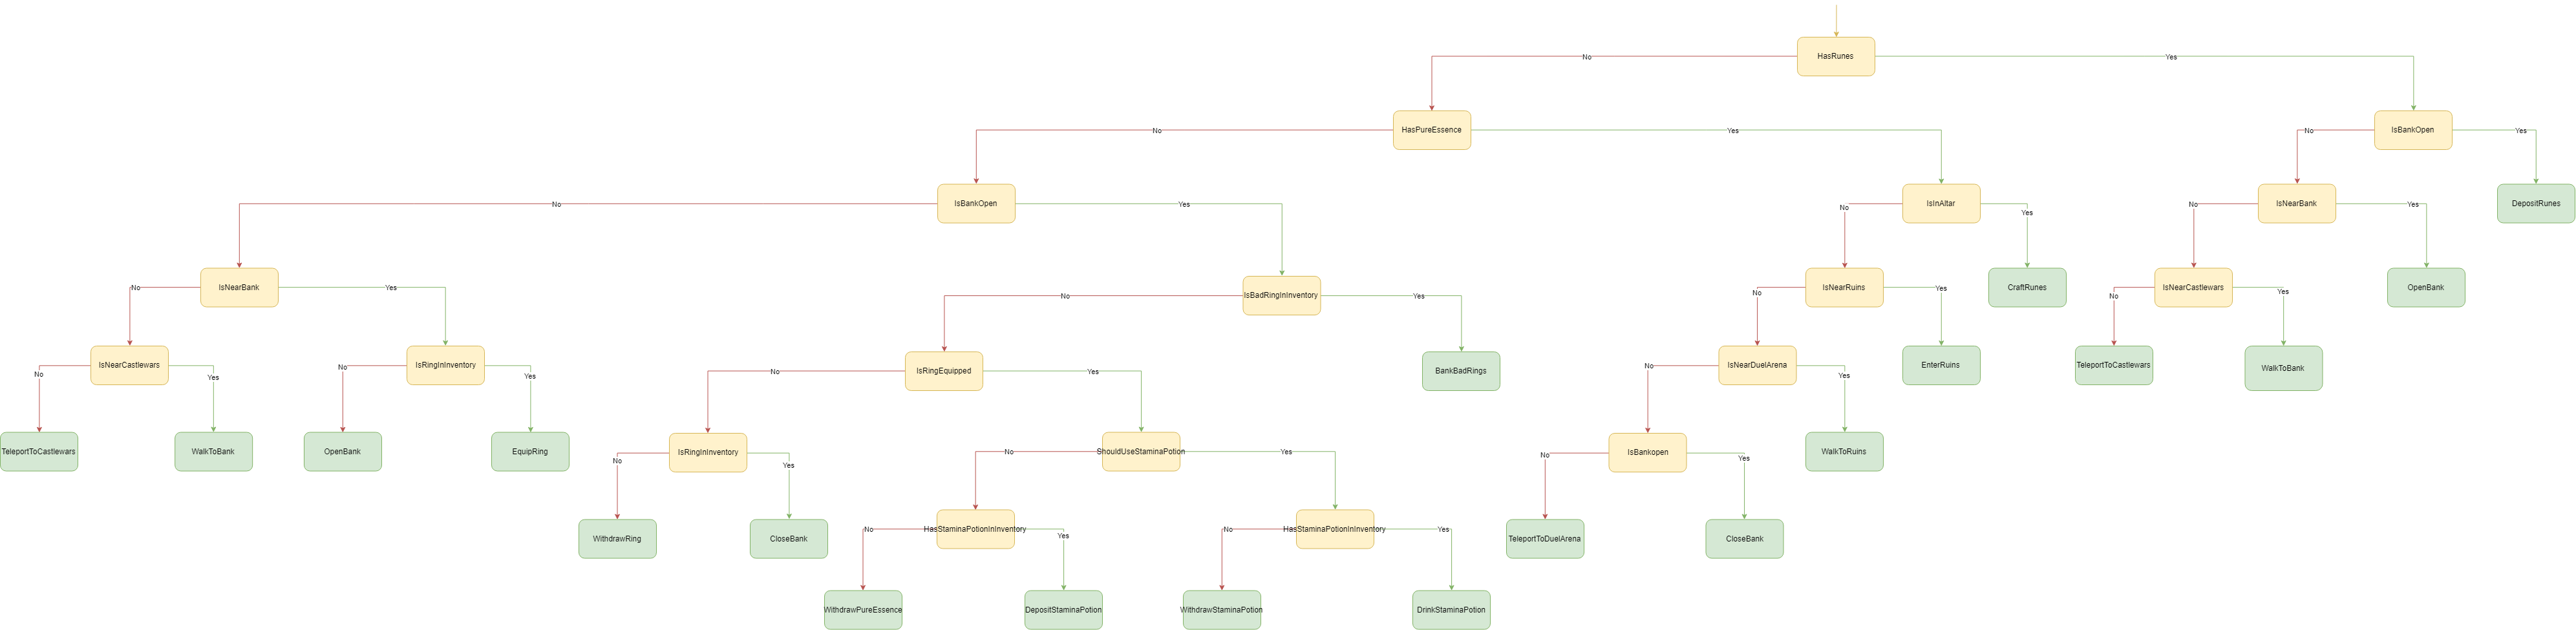 HasRunes
No
Yes
HasPureEssence
IsBankOpen
No
Yes
No
Yes
IsBankOpen
IsInAltar
IsNearBank
DepositRunes
No
Yes
No
Yes
No
Yes
IsNearBank
IsBadRingInInventory
IsNearRuins
CraftRunes
IsNearCastlewars
OpenBank
No
Yes
No
Yes
No
Yes
No
Yes
IsNearCastlewars
IsRingInInventory
IsRingEquipped
BankBadRings
IsNearDuelArena
EnterRuins
TeleportToCastlewars
WalkToBank
No
Yes
No
Yes
No
Yes
No
Yes
TeleportToCastlewars
WalkToBank
OpenBank
EquipRing
IsRingInInventory
ShouldUseStaminaPotion
IsBankopen
WalkToRuins
No
Yes
No
Yes
No
Yes
WithdrawRing
CloseBank
HasStaminaPotionInInventory
HasStaminaPotionInInventory
TeleportToDuelArena
CloseBank
No
Yes
No
Yes
WithdrawPureEssence
DepositStaminaPotion
WithdrawStaminaPotion
DrinkStaminaPotion